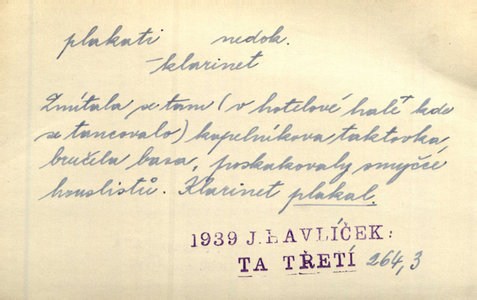 plakati nedok.
-klarinet
Zmítala se tam (v hotelové hale kde
se tancovalo) kapelníkova taktovka,
bručela basa, poskakovaly smyčce
houslistů. Klarinet plakal.
1939 J. HAVLÍČEK:
TA TŘETÍ 264,3